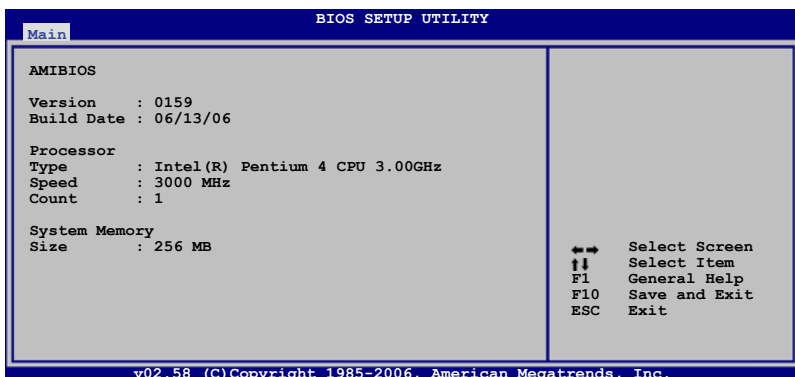 BIOS SETUP UTILITY
Main
AMIBIOS
Version : 0159
Build Date : 06/13/06
Processor
Type : Intel(R) Pentium 4 CPU 3.00GHz
Speed : 3000 MHz
Count : 1
System Memory
Size : 256 MB
←→ Select Screen
↑↓ Select Item
F1 General Help
F10 Save and Exit
ESC Exit
v02.58 (C)Copyright 1985-2006, American Megatrends, Inc.